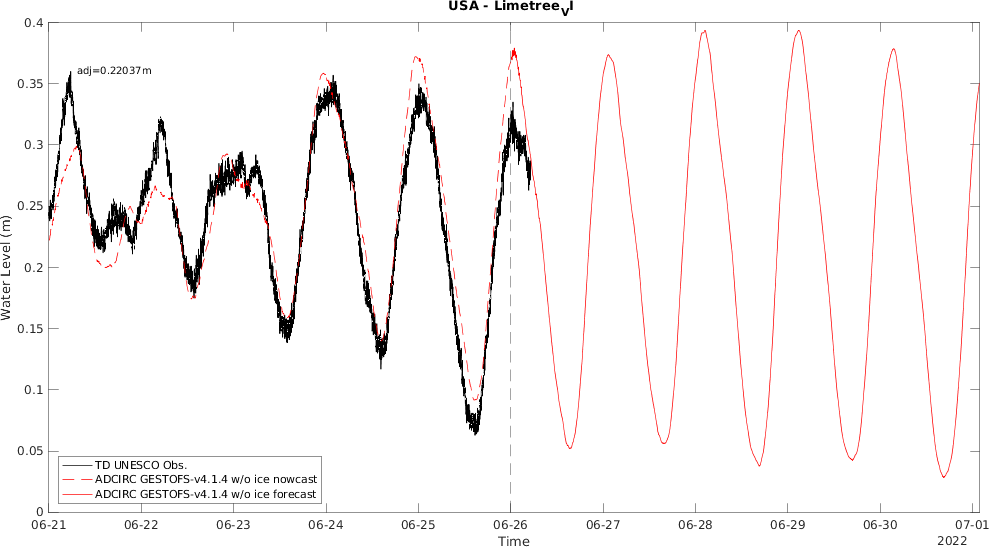 USA - Limetree_VI
0.4
adj=0.22037m
0.35
0.3
0.25
0.2
0.15
0.1
0.05
0
Water Level (m)
TD UNESCO Obs.
ADCIRC GESTOFS-v4.1.4 w/o ice nowcast
ADCIRC GESTOFS-v4.1.4 w/o ice forecast
06-21 06-22 06-23 06-24 06-25 06-26 06-27 06-28 06-29 06-30 07-01
Time
2022